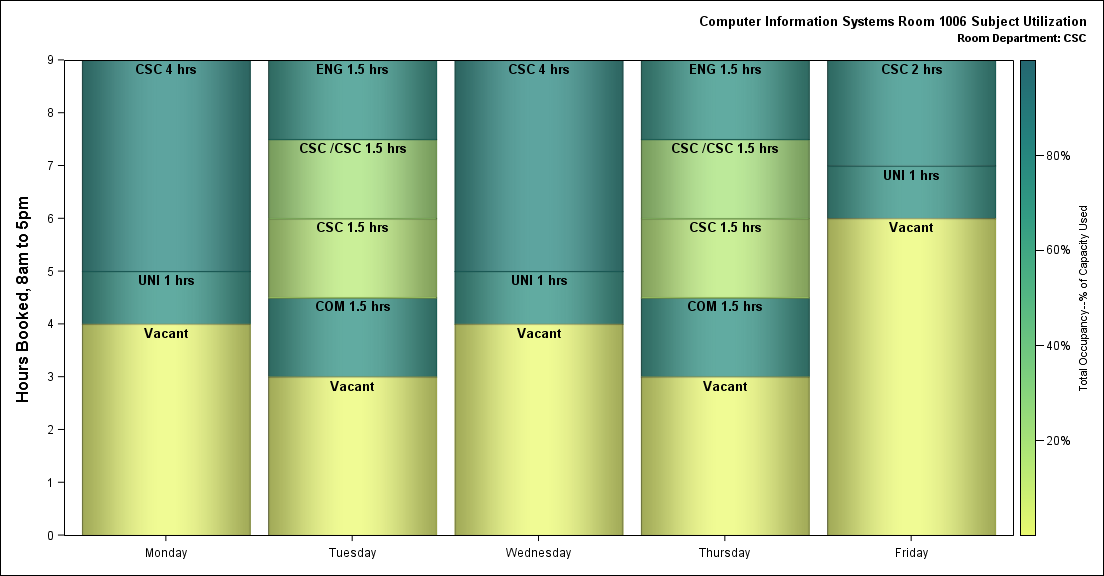 Computer Information Systems Room 1006 Subject Utilization
Room Department: CSC
Hours Booked, 8am to 5pm
9
8
7
6
5
4
3
2
1
0
CSC 4 hrs
UNI 1 hrs
Vacant
ENG 1.5 hrs
CSC /CSC 1.5 hrs
CSC 1.5 hrs
COM 1.5 hrs
Vacant
CSC 4 hrs
UNI 1 hrs
Vacant
ENG 1.5 hrs
CSC /CSC 1.5 hrs
CSC 1.5 hrs
COM 1.5 hrs
Vacant
CSC 2 hrs
UNI 1 hrs
Vacant
Monday
Tuesday
Wednesday
Thursday
Friday
80%
60%
40%
20%
Total Occupancy--% of Capacity Used